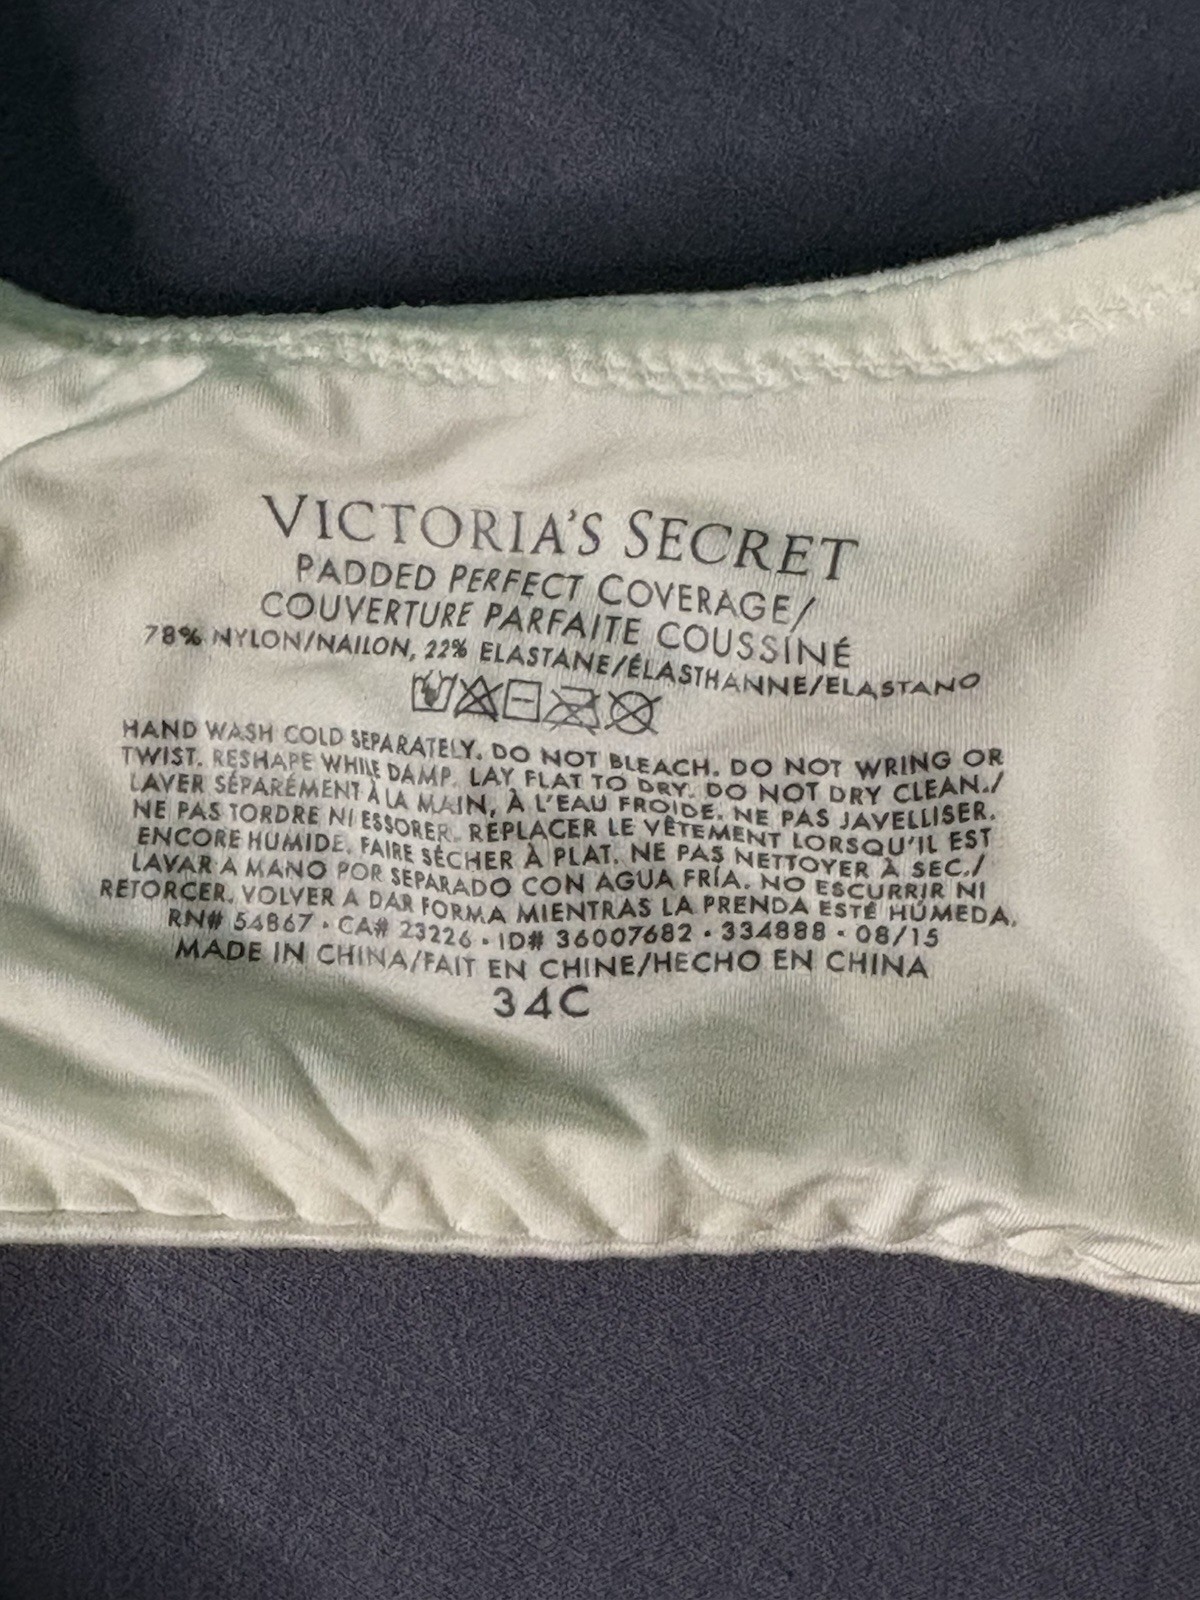 VICTORIA'S SECRET
PADDED PERFECT COVERAGE/
COUVERTURE PARFAITE COUSSINÉ
78% NYLON/NAILON, 22% ELASTANE/ÉLASTHANNE/ELASTANO
HAND WASH COLD SEPARATELY. DO NOT BLEACH. DO NOT WRING OR
TWIST. RESHAPE WHILE DAMP. LAY FLAT TO DRY. DO NOT DRY CLEAN./
LAVER SÉPARÉMENT À LA MAIN, À L'EAU FROIDE. NE PAS JAVELLISER.
NE PAS TORDRE NI ESSORER. REPLACER LE VÊTEMENT LORSQU'IL EST
ENCORE HUMIDE. FAIRE SÉCHER À PLAT. NE PAS NETTOYER À SEC./
LAVAR A MANO POR SEPARADO CON AGUA FRÍA. NO ESCURRIR NI
RETORCER. VOLVER A DAR FORMA MIENTRAS LA PRENDA ESTÉ HÚMEDA.
RN# 54867 • CA# 23226 • ID# 36007682 • 334888 • 08/15
MADE IN CHINA/FAIT EN CHINE/HECHO EN CHINA
34C